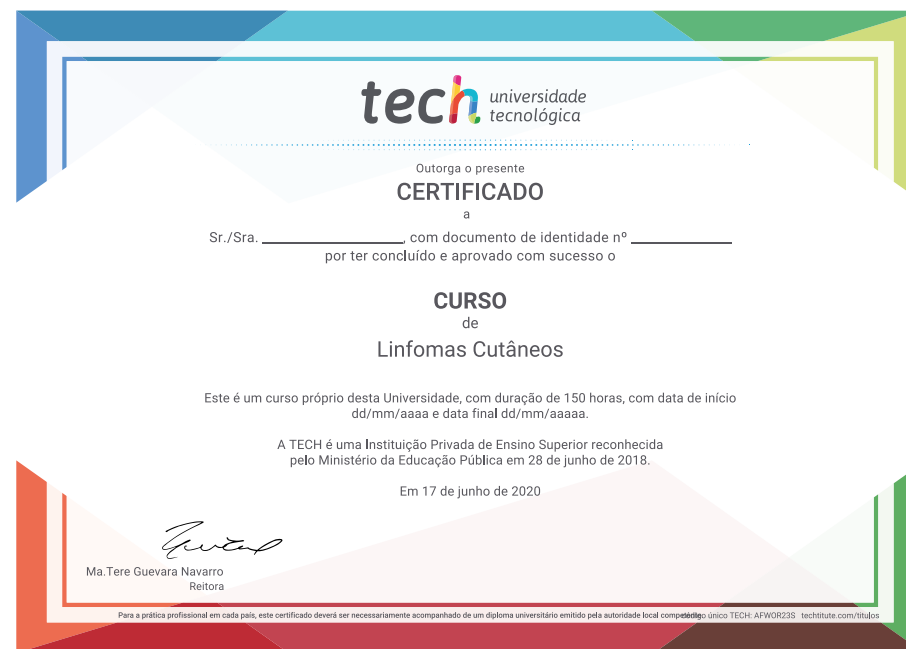 tech universidade
tecnológica
Outorga o presente
CERTIFICADO
a
Sr./Sra. ____________________, com documento de identidade nº ______________
por ter concluído e aprovado com sucesso o
CURSO
de
Linfomas Cutâneos
Este é um curso próprio desta Universidade, com duração de 150 horas, com data de início
dd/mm/aaaa e data final dd/mm/aaaaa.
A TECH é uma Instituição Privada de Ensino Superior reconhecida
pelo Ministério da Educação Pública em 28 de junho de 2018.
Em 17 de junho de 2020
Ma.Tere Guevara Navarro
Reitora
Para a prática profissional em cada país, este certificado deverá ser necessariamente acompanhado de um diploma universitário emitido pela autoridade local único TECH: AFWOR23S techtitute.com/titulos